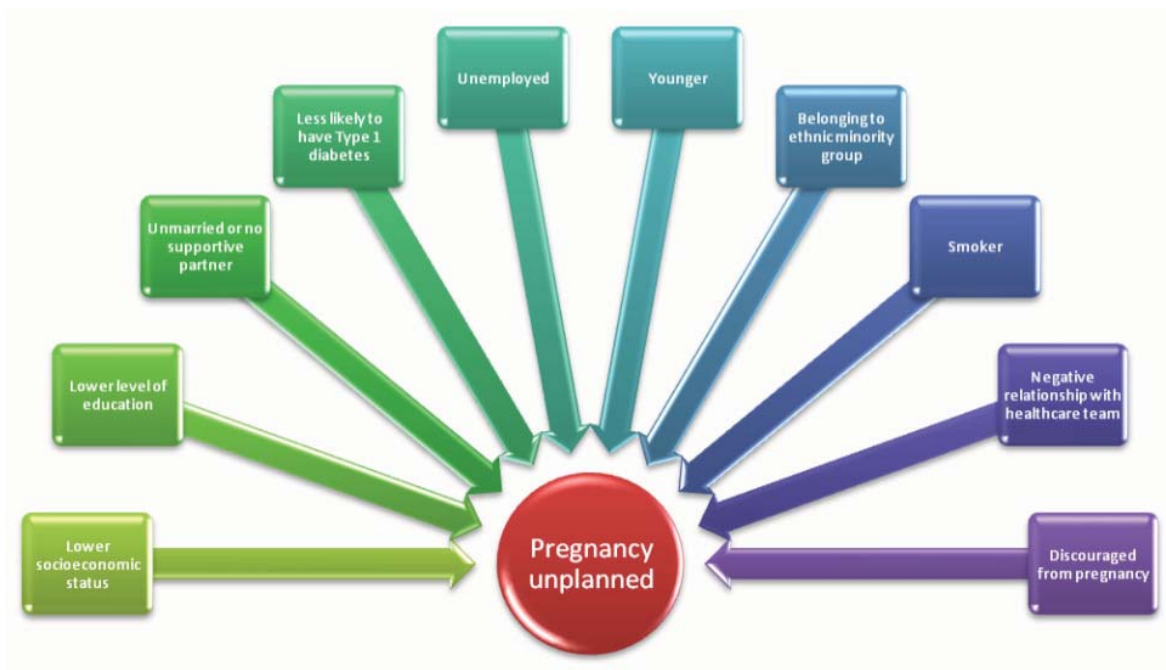 Unemployed
Younger
Less likely to
have Type 1
diabetes
Belonging to
ethnic minority
group
Unmarried or no
supportive
partner
Smoker
Lower level of
education
Negative
relationship with
healthcare team
Lower
socioeconomic
status
Pregnancy
unplanned
Discouraged
from pregnancy